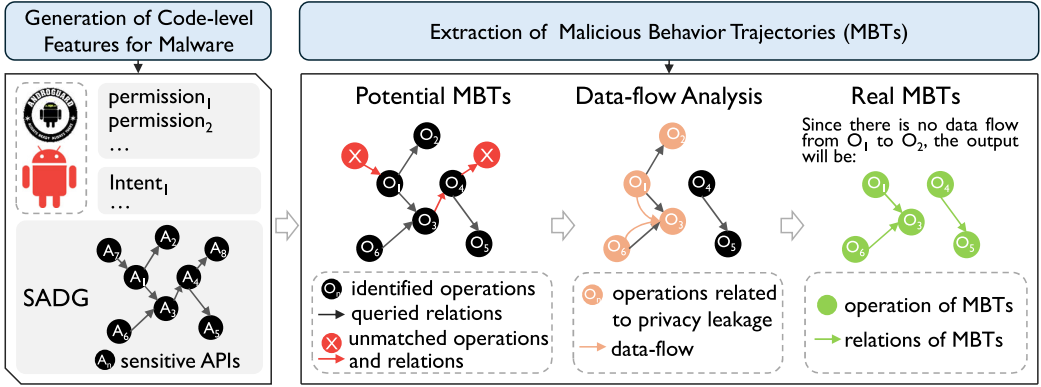 Generation of Code-level
Features for Malware
Extraction of Malicious Behavior Trajectories (MBTs)
ANDROGUARD
permission1
permission2
...
Intent1
...
SADG
A7
A2
A8
A1
A4
A3
A6
A5
An sensitive APIs
Potential MBTs
O2
X
X
O1
O4
O3
O6
O5
On identified operations
queried relations
X unmatched operations
and relations
Data-flow Analysis
O2
O1
O4
O3
O6
O5
On operations related
to privacy leakage
data-flow
Real MBTs
Since there is no data flow
from O1 to O2, the output
will be:
O1
O4
O3
O6
O5
operation of MBTs
relations of MBTs